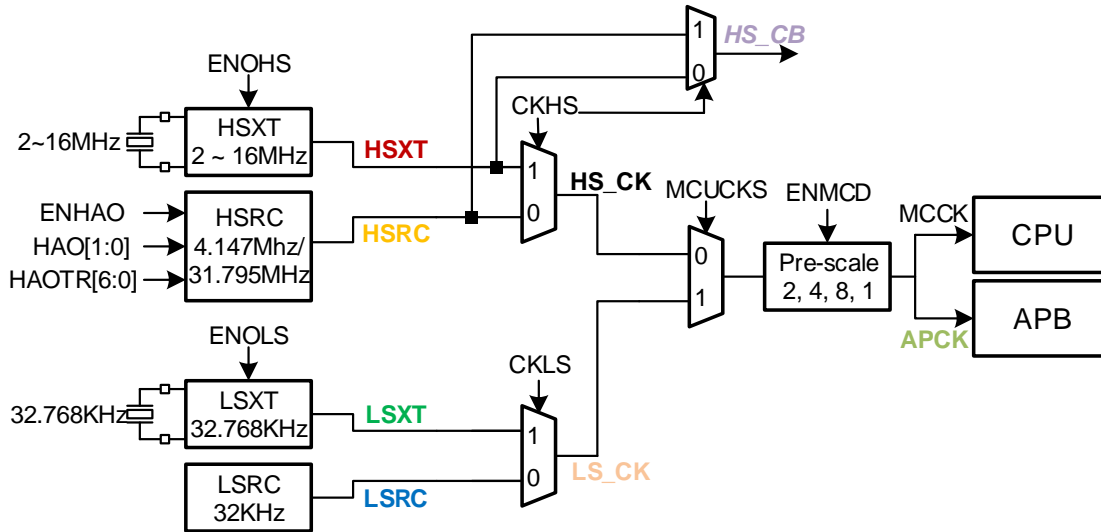 1
HS_CB
0
ENOHS
CKHS
2~16MHz
HSXT
2 ~ 16MHz
HSXT
1
HS_CK
0
MCUCKS
ENMCD
ENHAO
HAO[1:0]
HAOTR[6:0]
HSRC
4.147Mhz/
31.795MHz
HSRC
0
1
Pre-scale
2, 4, 8, 1
MCCK
CPU
APCK
APB
ENOLS
CKLS
32.768KHz
LSXT
32.768KHz
LSXT
1
0
LS_CK
LSRC
32KHz
LSRC